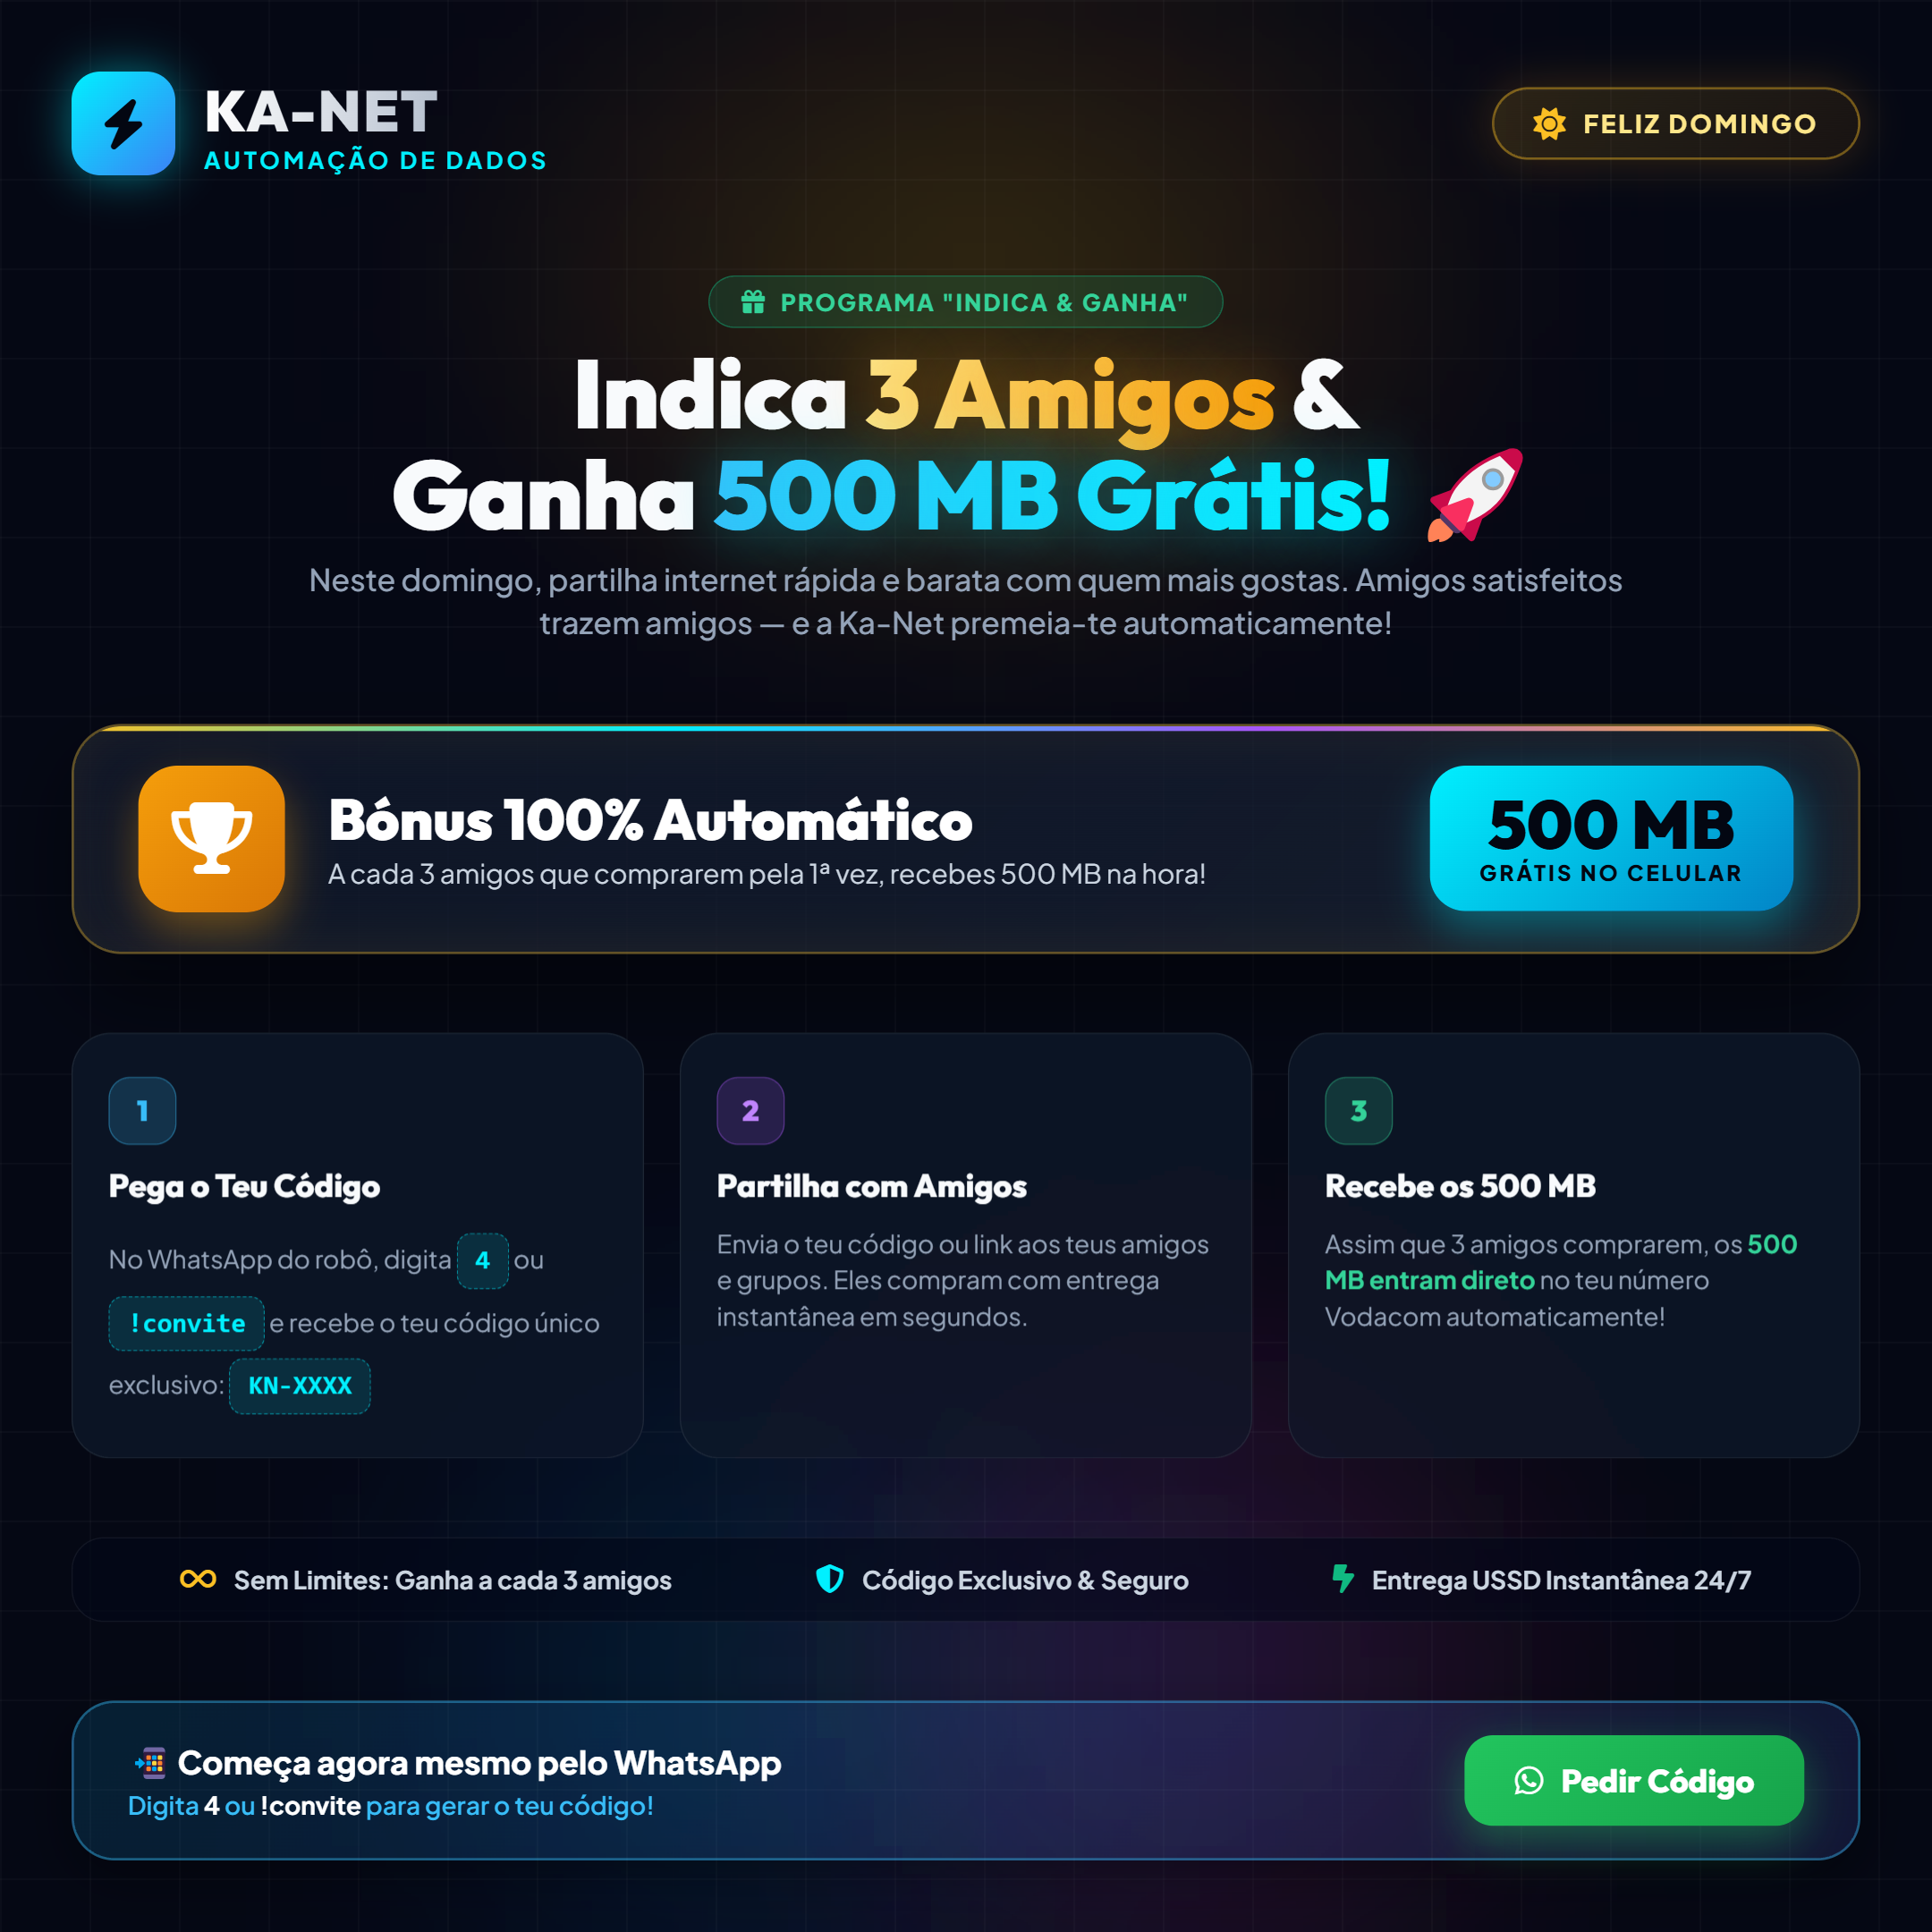 KA-NET
AUTOMAÇÃO DE DADOS
FELIZ DOMINGO
PROGRAMA "INDICA & GANHA"
Indica 3 Amigos &
Ganha 500 MB Grátis! 🚀
Neste domingo, partilha internet rápida e barata com quem mais gostas. Amigos satisfeitos
trazem amigos — e a Ka-Net premeia-te automaticamente!
Bónus 100% Automático
A cada 3 amigos que comprarem pela 1ª vez, recebes 500 MB na hora!
500 MB
GRÁTIS NO CELULAR
1
Pega o Teu Código
No WhatsApp do robô, digita 4 ou
!convite e recebe o teu código único
exclusivo: KN-XXXX
2
Partilha com Amigos
Envia o teu código ou link aos teus amigos
e grupos. Eles compram com entrega
instantânea em segundos.
3
Recebe os 500 MB
Assim que 3 amigos comprarem, os 500
MB entram direto no teu número
Vodacom automaticamente!
Sem Limites: Ganha a cada 3 amigos
Código Exclusivo & Seguro
Entrega USSD Instantânea 24/7
📲 Começa agora mesmo pelo WhatsApp
Digita 4 ou !convite para gerar o teu código!
Pedir Código